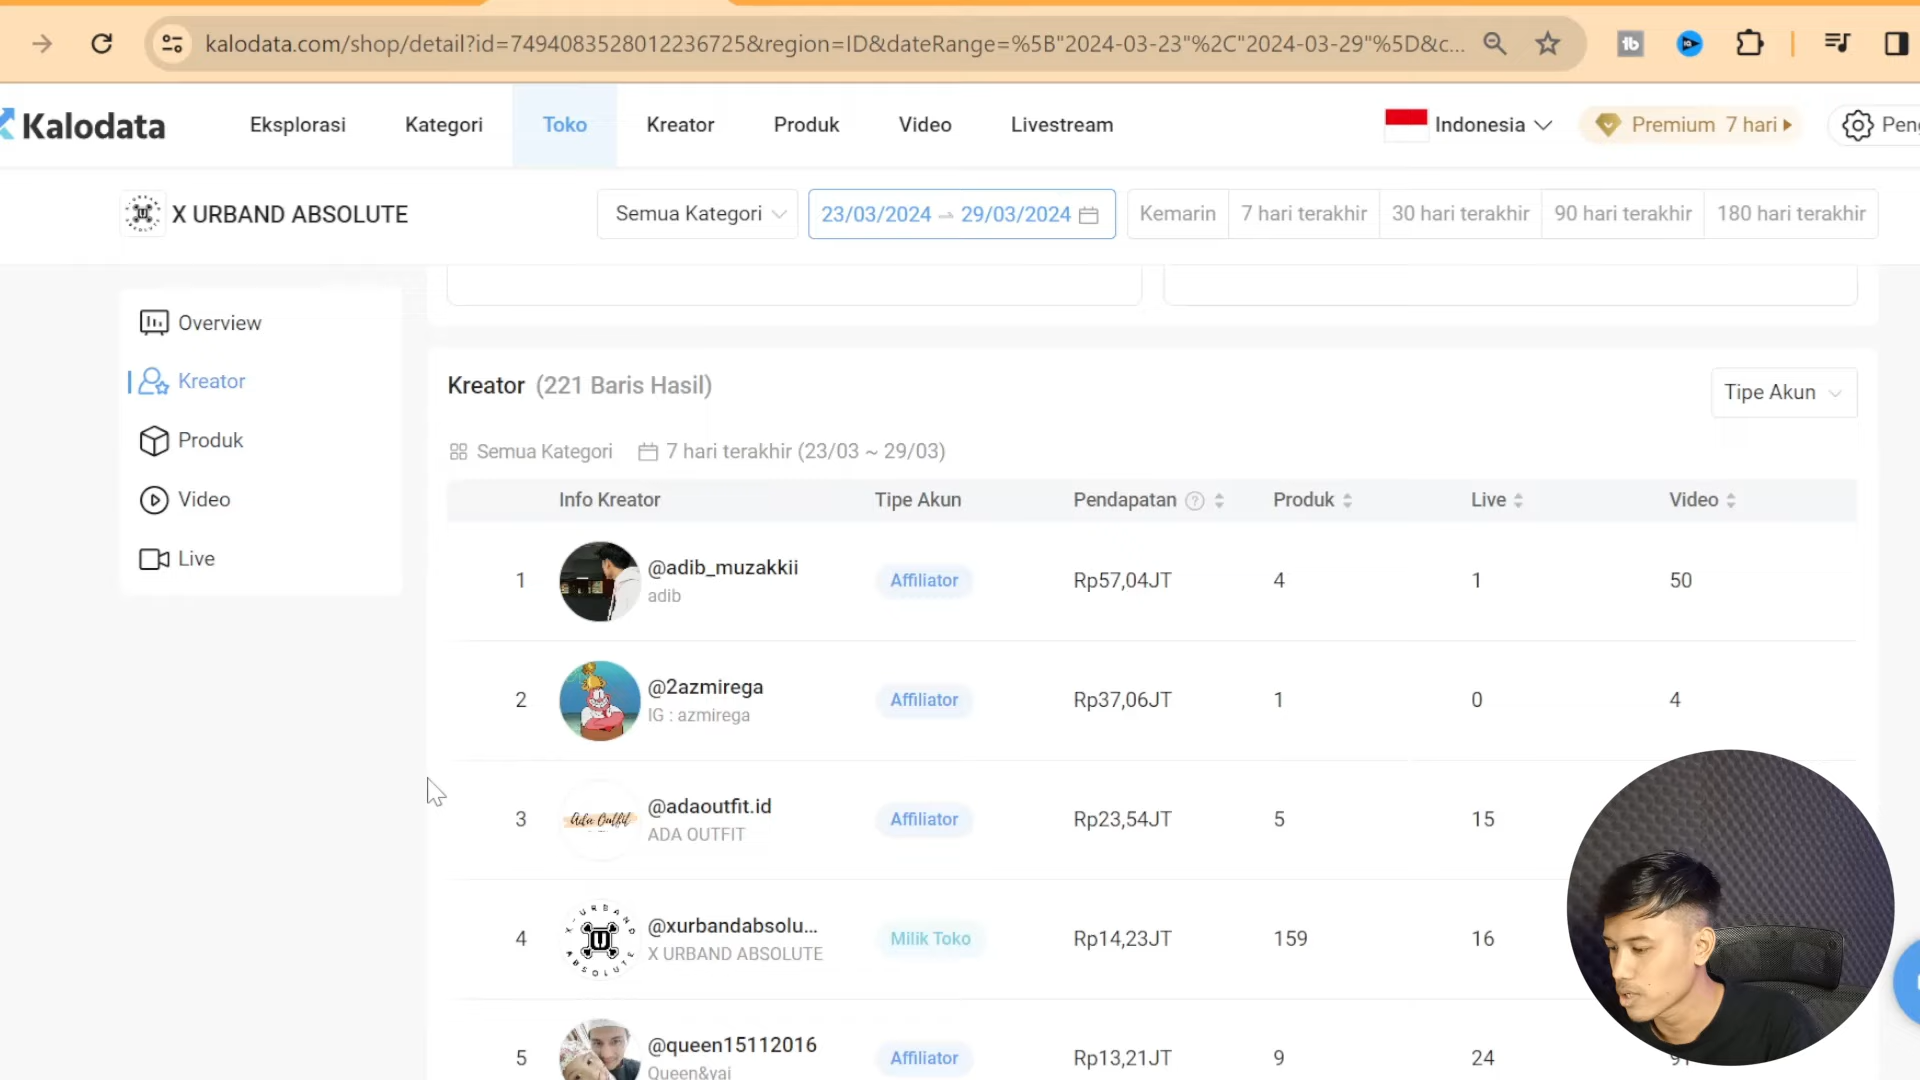 kalodata.com/shop/detail?id=7494083528012236725&region=ID&dateRange=%5B"2024-03-23"%2C"2024-03-29"%5D&c...
tb
Kalodata
Eksplorasi
Kategori
Toko
Kreator
Produk
Video
Livestream
Indonesia
Premium 7 hari
X URBAND ABSOLUTE
Semua Kategori
23/03/2024 → 29/03/2024
Kemarin
7 hari terakhir
30 hari terakhir
90 hari terakhir
180 hari terakhir
Overview
Kreator
Produk
Video
Live
Kreator (221 Baris Hasil)
Tipe Akun
Semua Kategori
7 hari terakhir (23/03 ~ 29/03)
Info Kreator Tipe Akun Pendapatan ? Produk Live Video
1 @adib_muzakkii Affiliator Rp57,04JT 4 1 50
adib
2 @2azmirega Affiliator Rp37,06JT 1 0 4
IG : azmirega
3 @adaoutfit.id Affiliator Rp23,54JT 5 15
Ada Outfit
ADA OUTFIT
4 @xurbandabsolu... Milik Toko Rp14,23JT 159 16
X URBAND ABSOLUTE
5 @queen15112016 Affiliator Rp13,21JT 9 24
Queen&yai